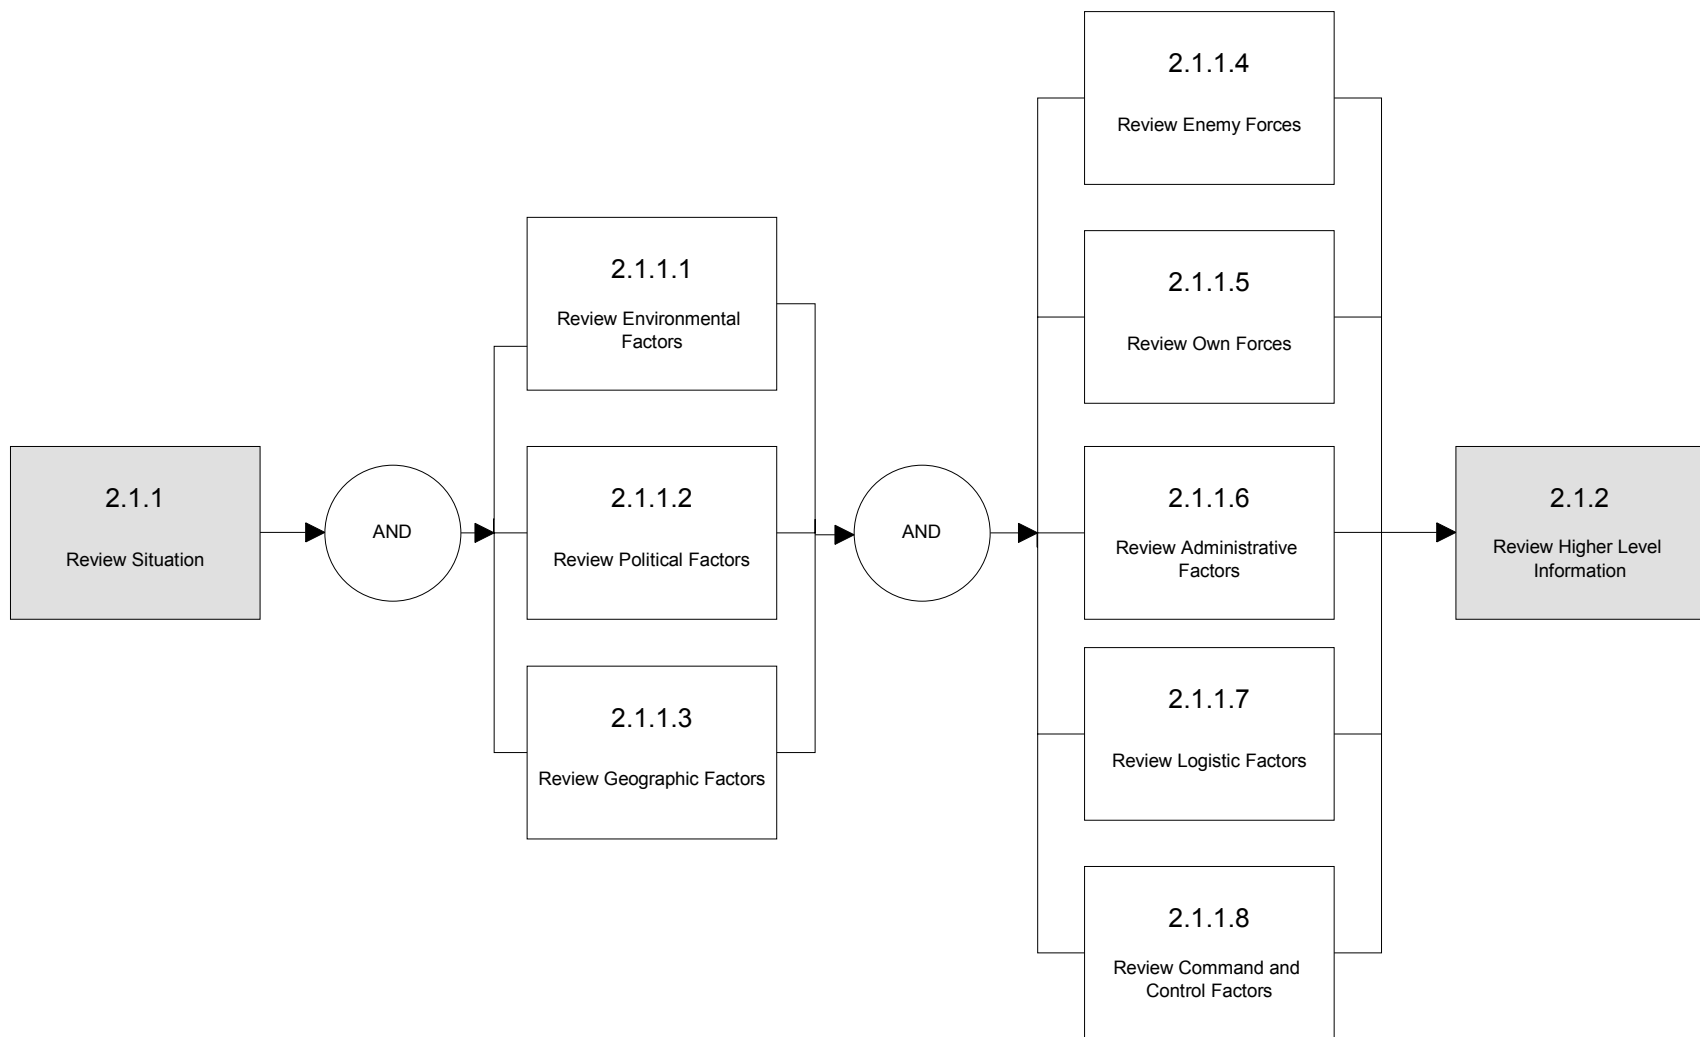 2.1.1
Review Situation
AND
2.1.1.1
Review Environmental
Factors
2.1.1.2
Review Political Factors
2.1.1.3
Review Geographic Factors
AND
2.1.1.4
Review Enemy Forces
2.1.1.5
Review Own Forces
2.1.1.6
Review Administrative
Factors
2.1.1.7
Review Logistic Factors
2.1.1.8
Review Command and
Control Factors
2.1.2
Review Higher Level
Information